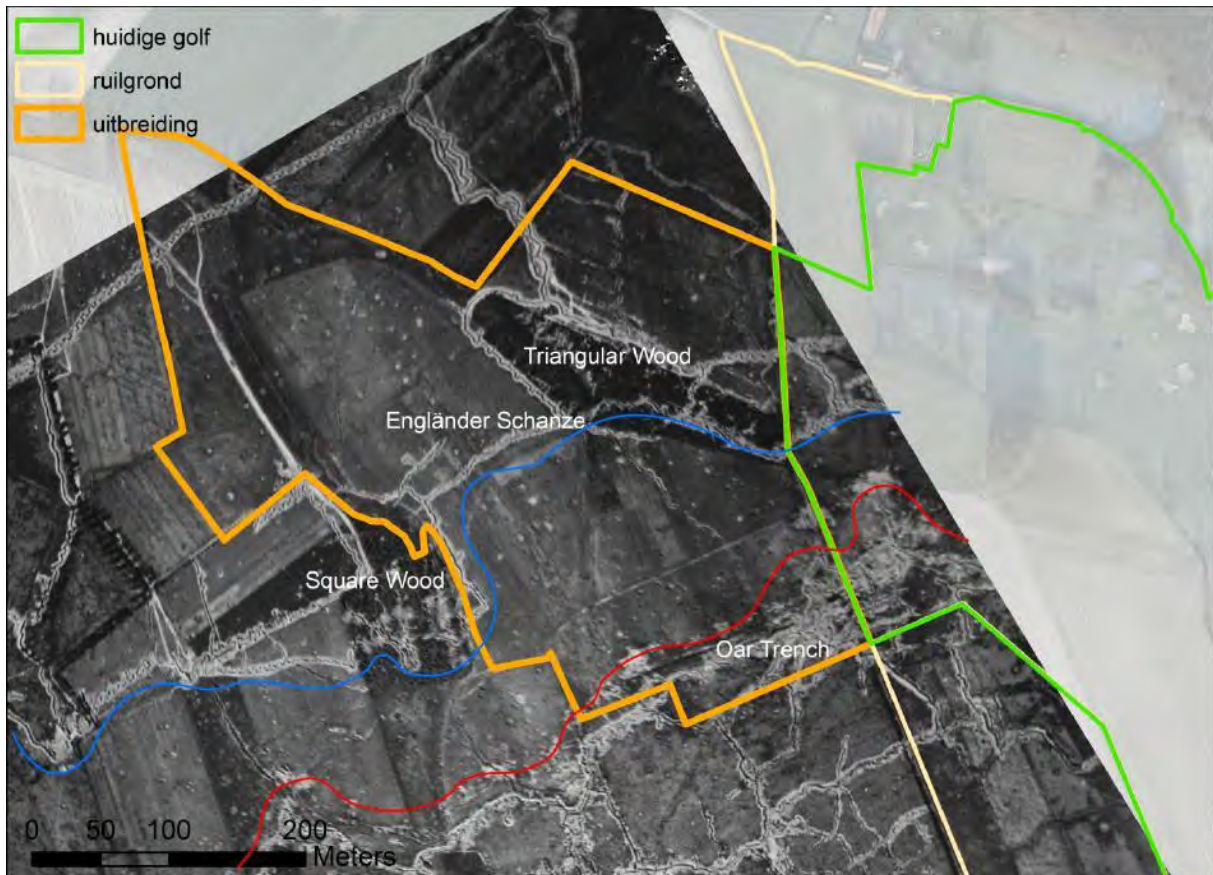 huidige golf
ruilgrond
uitbreiding
Triangular Wood
Engländer Schanze
Square Wood
Oar Trench
0 50 100 200
Meters